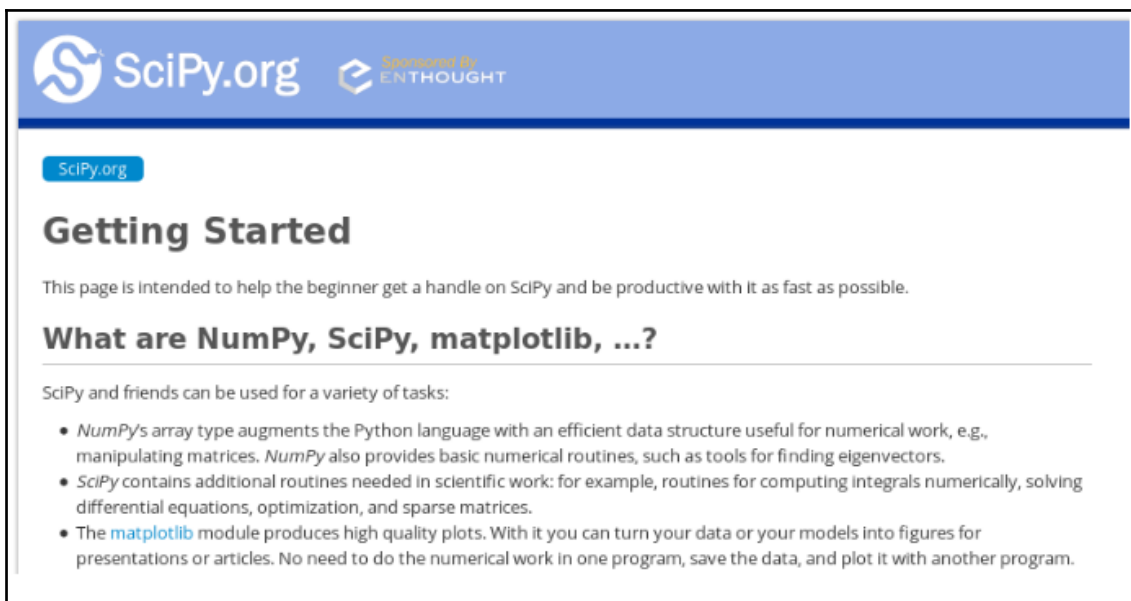 SciPy.org
Sponsored By
ENTHOUGHT
SciPy.org
Getting Started
This page is intended to help the beginner get a handle on SciPy and be productive with it as fast as possible.
What are NumPy, SciPy, matplotlib, ...?
SciPy and friends can be used for a variety of tasks:
• NumPy's array type augments the Python language with an efficient data structure useful for numerical work, e.g.,
manipulating matrices. NumPy also provides basic numerical routines, such as tools for finding eigenvectors.
• SciPy contains additional routines needed in scientific work: for example, routines for computing integrals numerically, solving
differential equations, optimization, and sparse matrices.
• The matplotlib module produces high quality plots. With it you can turn your data or your models into figures for
presentations or articles. No need to do the numerical work in one program, save the data, and plot it with another program.